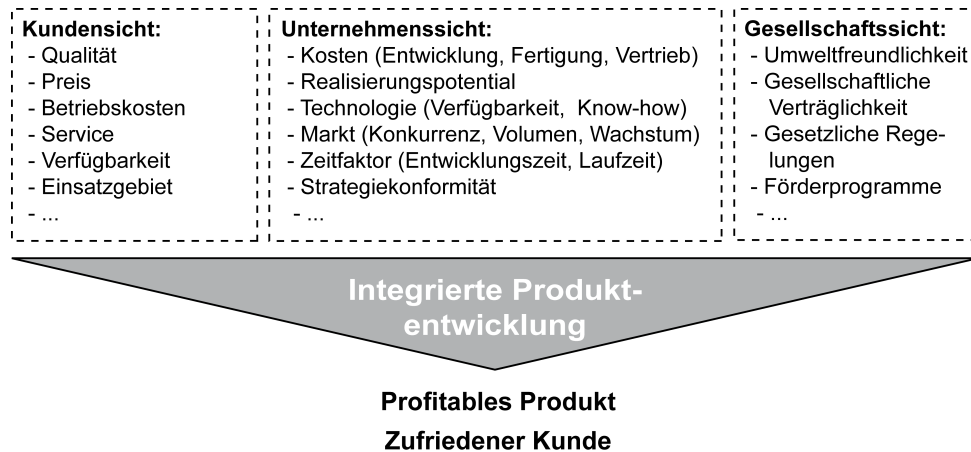 Kundensicht:
- Qualität
- Preis
- Betriebskosten
- Service
- Verfügbarkeit
- Einsatzgebiet
- ...
Unternehmenssicht:
- Kosten (Entwicklung, Fertigung, Vertrieb)
- Realisierungspotential
- Technologie (Verfügbarkeit, Know-how)
- Markt (Konkurrenz, Volumen, Wachstum)
- Zeitfaktor (Entwicklungszeit, Laufzeit)
- Strategiekonformität
- ...
Gesellschaftssicht:
- Umweltfreundlichkeit
- Gesellschaftliche
Verträglichkeit
- Gesetzliche Rege-
lungen
- Förderprogramme
- ...
Integrierte Produkt-
entwicklung
Profitables Produkt
Zufriedener Kunde